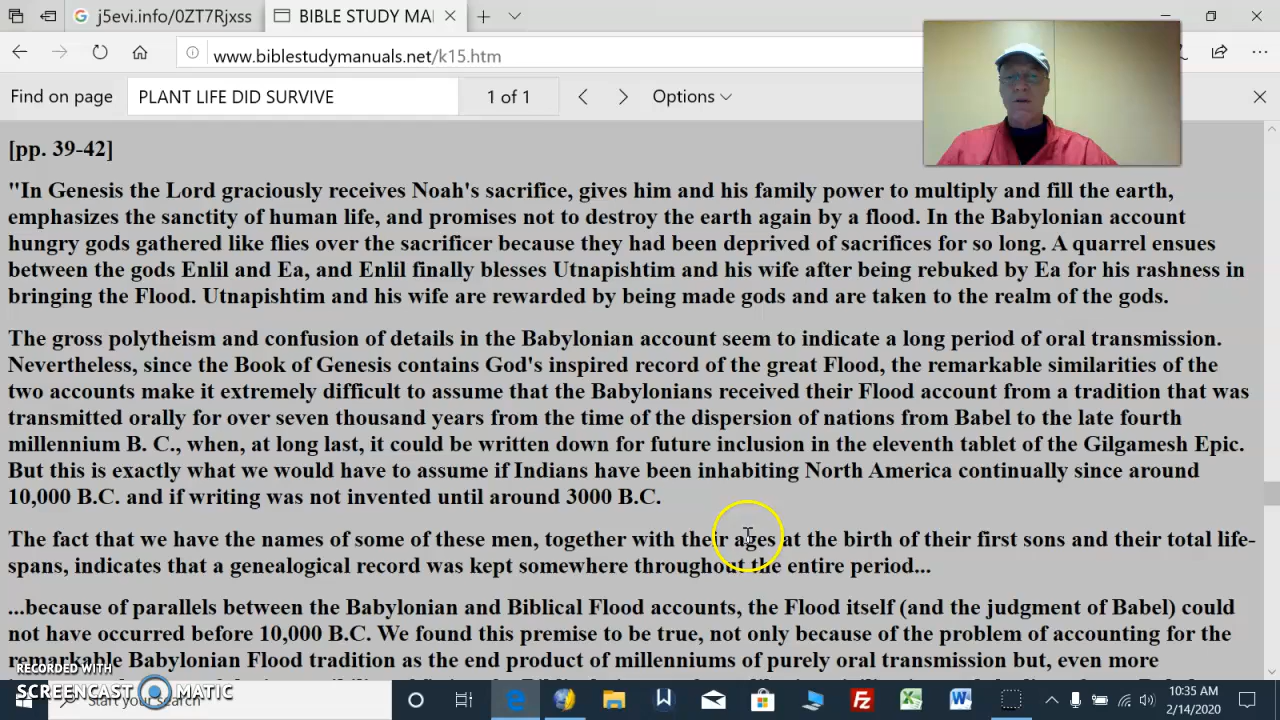 j5evi.info/0ZT7Rjxss
BIBLE STUDY MA
www.biblestudymanuals.net/k15.htm
Find on page
PLANT LIFE DID SURVIVE
1 of 1
Options
[pp. 39-42]
"In Genesis the Lord graciously receives Noah's sacrifice, gives him and his family power to multiply and fill the earth,
emphasizes the sanctity of human life, and promises not to destroy the earth again by a flood. In the Babylonian account
hungry gods gathered like flies over the sacrificer because they had been deprived of sacrifices for so long. A quarrel ensues
between the gods Enlil and Ea, and Enlil finally blesses Utnapishtim and his wife after being rebuked by Ea for his rashness in
bringing the Flood. Utnapishtim and his wife are rewarded by being made gods and are taken to the realm of the gods.
The gross polytheism and confusion of details in the Babylonian account seem to indicate a long period of oral transmission.
Nevertheless, since the Book of Genesis contains God's inspired record of the great Flood, the remarkable similarities of the
two accounts make it extremely difficult to assume that the Babylonians received their Flood account from a tradition that was
transmitted orally for over seven thousand years from the time of the dispersion of nations from Babel to the late fourth
millennium B. C., when, at long last, it could be written down for future inclusion in the eleventh tablet of the Gilgamesh Epic.
But this is exactly what we would have to assume if Indians have been inhabiting North America continually since around
10,000 B.C. and if writing was not invented until around 3000 B.C.
The fact that we have the names of some of these men, together with their ages at the birth of their first sons and their total life-
spans, indicates that a genealogical record was kept somewhere throughout the entire period...
...because of parallels between the Babylonian and Biblical Flood accounts, the Flood itself (and the judgment of Babel) could
not have occurred before 10,000 B.C. We found this premise to be true, not only because of the problem of accounting for the
remarkable Babylonian Flood tradition as the end product of millenniums of purely oral transmission but, even more
RECORDED WITH
SCREENCAST MATIC
Start your search
10:35 AM
2/14/2020